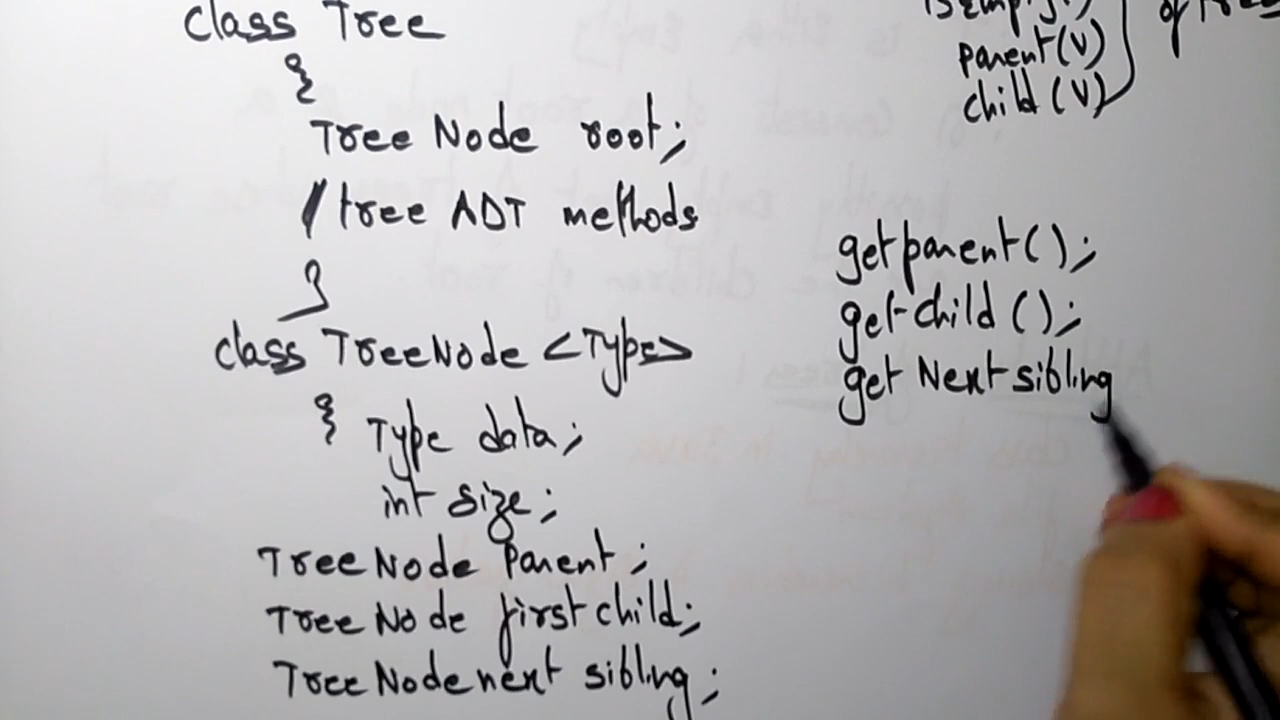 class Tree
{
Tree Node root;
/ tree ADT methods
}
class TreeNode <Type>
{ Type data;
int size;
TreeNode Parent;
TreeNode first child;
TreeNode next sibling;
parent(v)
child(v)
getparent();
get-child();
get Next sibling